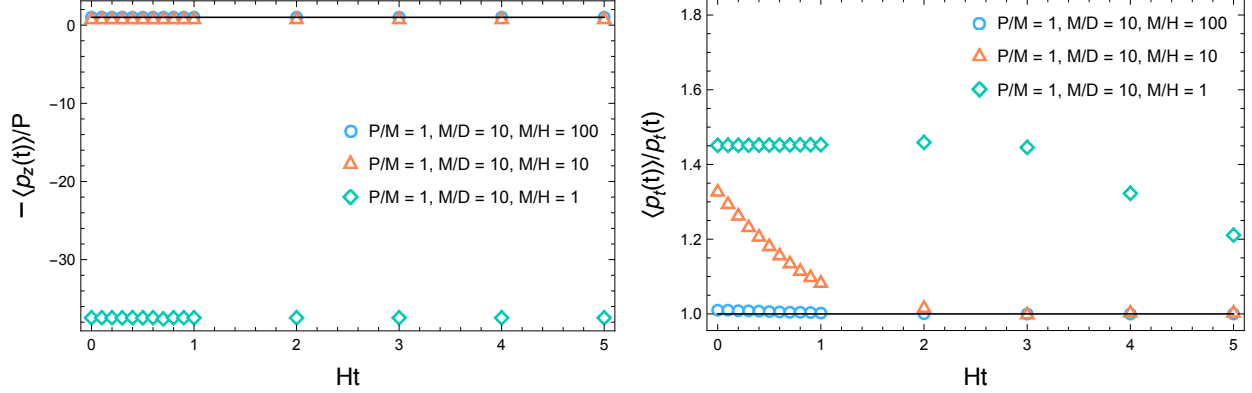 0
-10
-20
-30
0
1
2
3
4
5
− ⟨p_z(t)⟩/P
Ht
P/M = 1, M/D = 10, M/H = 100
P/M = 1, M/D = 10, M/H = 10
P/M = 1, M/D = 10, M/H = 1
1.8
1.6
1.4
1.2
1.0
0
1
2
3
4
5
⟨p_t(t)⟩/p_t(t)
Ht
P/M = 1, M/D = 10, M/H = 100
P/M = 1, M/D = 10, M/H = 10
P/M = 1, M/D = 10, M/H = 1